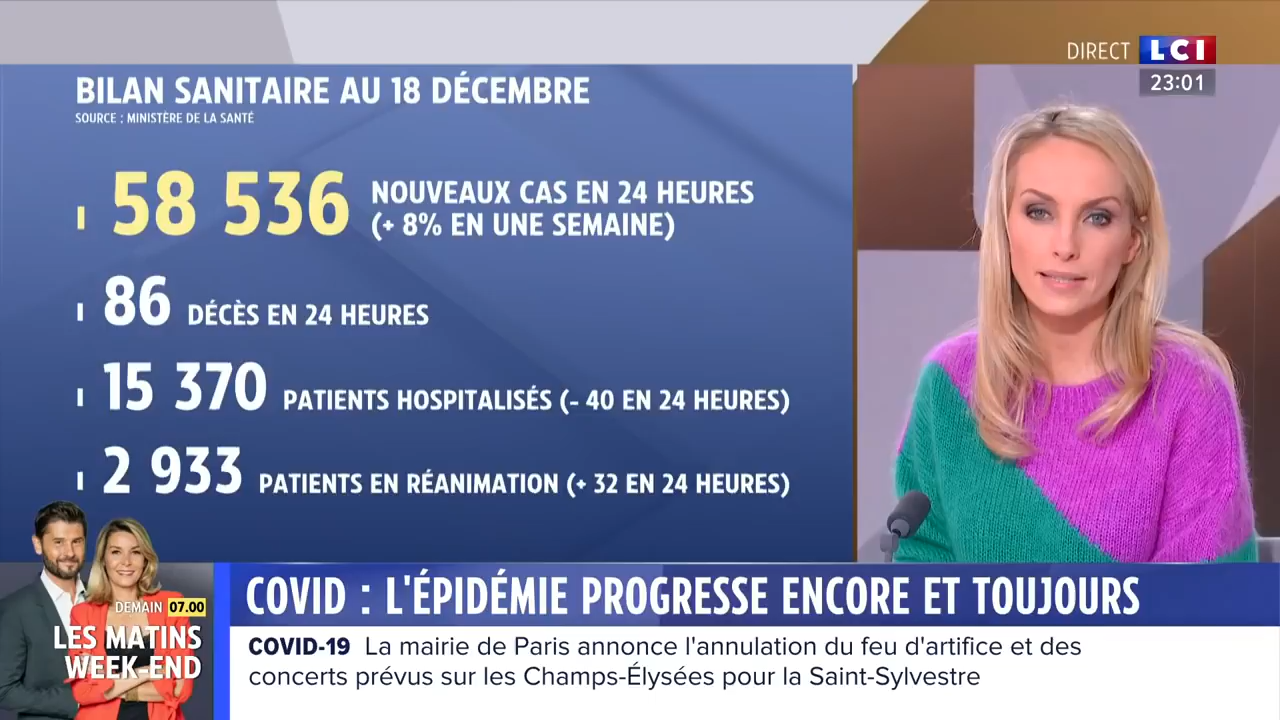 DIRECT LCI
23:01
BILAN SANITAIRE AU 18 DÉCEMBRE
SOURCE : MINISTÈRE DE LA SANTÉ
58 536 NOUVEAUX CAS EN 24 HEURES
(+ 8% EN UNE SEMAINE)
86 DÉCÈS EN 24 HEURES
15 370 PATIENTS HOSPITALISÉS (- 40 EN 24 HEURES)
2 933 PATIENTS EN RÉANIMATION (+ 32 EN 24 HEURES)
DEMAIN 07.00
LES MATINS
WEEK-END
COVID : L'ÉPIDÉMIE PROGRESSE ENCORE ET TOUJOURS
COVID-19 La mairie de Paris annonce l'annulation du feu d'artifice et des
concerts prévus sur les Champs-Élysées pour la Saint-Sylvestre